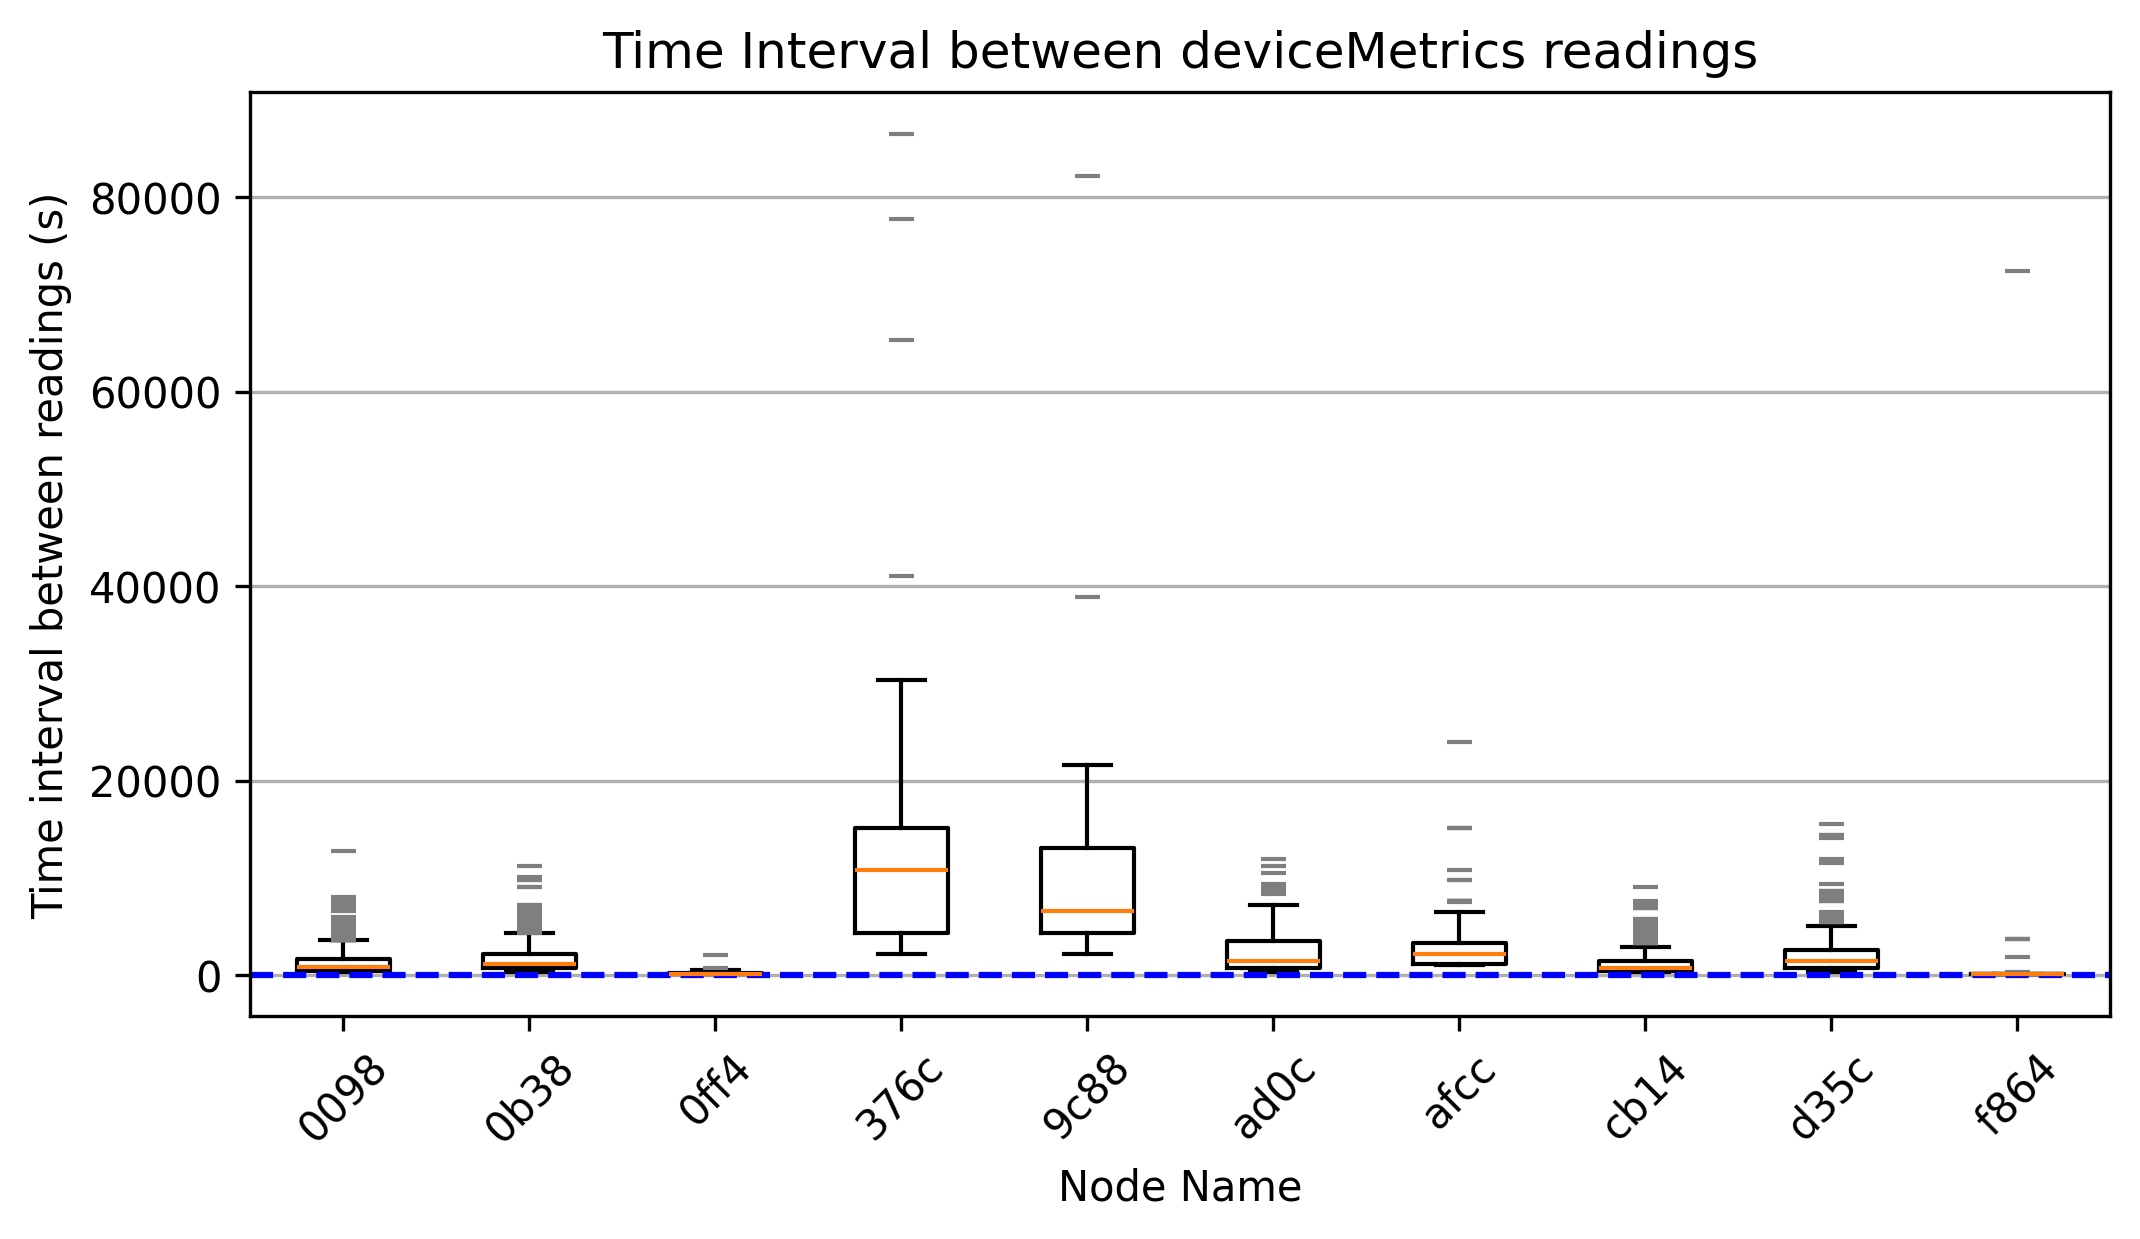 Time Interval between deviceMetrics readings
Time interval between readings (s)
80000
60000
40000
20000
0
0098
0b38
0ff4
376c
9c88
ad0c
afcc
cb14
d35c
f864
Node Name